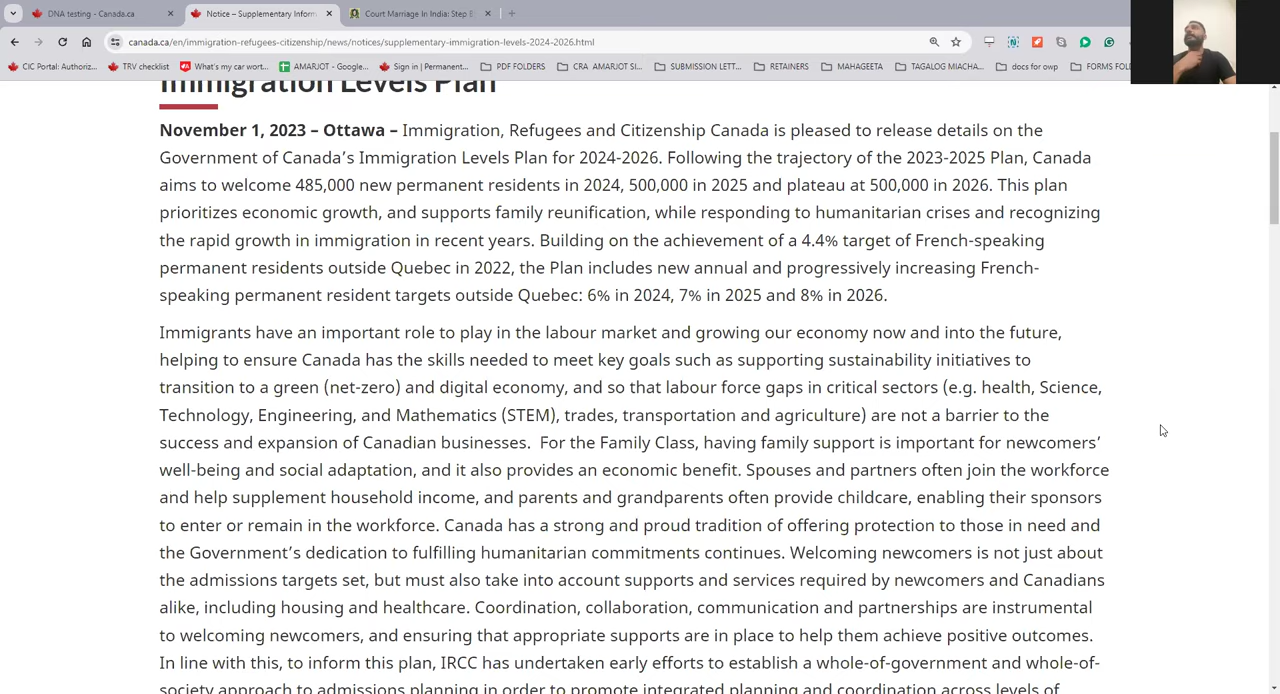 DNA testing - Canada.ca
Notice – Supplementary Inform
Court Marriage In India: Step B
canada.ca/en/immigration-refugees-citizenship/news/notices/supplementary-immigration-levels-2024-2026.html
CIC Portal: Authoriz...
TRV checklist
What's my car wort...
AMARJOT - Google...
Sign in | Permanent...
PDF FOLDERS
CRA AMARJOT SI...
SUBMISSION LETT...
RETAINERS
MAHAGEETA
TAGALOG MIACHA...
docs for owp
FORMS FOLD
Immigration Levels Plan
November 1, 2023 – Ottawa – Immigration, Refugees and Citizenship Canada is pleased to release details on the
Government of Canada's Immigration Levels Plan for 2024-2026. Following the trajectory of the 2023-2025 Plan, Canada
aims to welcome 485,000 new permanent residents in 2024, 500,000 in 2025 and plateau at 500,000 in 2026. This plan
prioritizes economic growth, and supports family reunification, while responding to humanitarian crises and recognizing
the rapid growth in immigration in recent years. Building on the achievement of a 4.4% target of French-speaking
permanent residents outside Quebec in 2022, the Plan includes new annual and progressively increasing French-
speaking permanent resident targets outside Quebec: 6% in 2024, 7% in 2025 and 8% in 2026.
Immigrants have an important role to play in the labour market and growing our economy now and into the future,
helping to ensure Canada has the skills needed to meet key goals such as supporting sustainability initiatives to
transition to a green (net-zero) and digital economy, and so that labour force gaps in critical sectors (e.g. health, Science,
Technology, Engineering, and Mathematics (STEM), trades, transportation and agriculture) are not a barrier to the
success and expansion of Canadian businesses.  For the Family Class, having family support is important for newcomers'
well-being and social adaptation, and it also provides an economic benefit. Spouses and partners often join the workforce
and help supplement household income, and parents and grandparents often provide childcare, enabling their sponsors
to enter or remain in the workforce. Canada has a strong and proud tradition of offering protection to those in need and
the Government's dedication to fulfilling humanitarian commitments continues. Welcoming newcomers is not just about
the admissions targets set, but must also take into account supports and services required by newcomers and Canadians
alike, including housing and healthcare. Coordination, collaboration, communication and partnerships are instrumental
to welcoming newcomers, and ensuring that appropriate supports are in place to help them achieve positive outcomes.
In line with this, to inform this plan, IRCC has undertaken early efforts to establish a whole-of-government and whole-of-
society approach to admissions planning in order to promote integrated planning and coordination across levels of